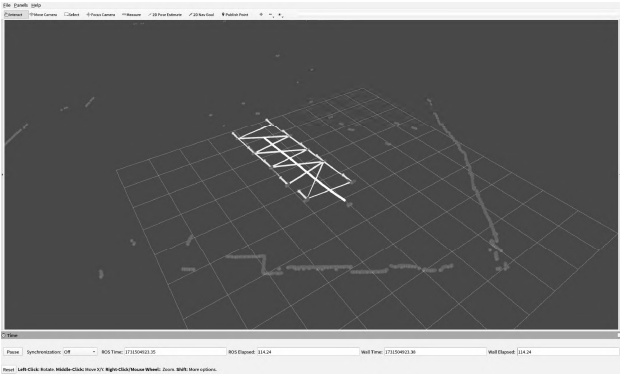 File Panels Help
Interact Move Camera Select Focus Camera Measure 2D Pose Estimate 2D Nav Goal Publish Point
Time
Pause Synchronization: Off ROS Time: 1731504923.35 ROS Elapsed: 114.24 Wall Time: 1731504923.38 Wall Elapsed: 114.24
Reset Left-Click: Rotate. Middle-Click: Move X/Y. Right-Click/Mouse Wheel: Zoom. Shift: More options.